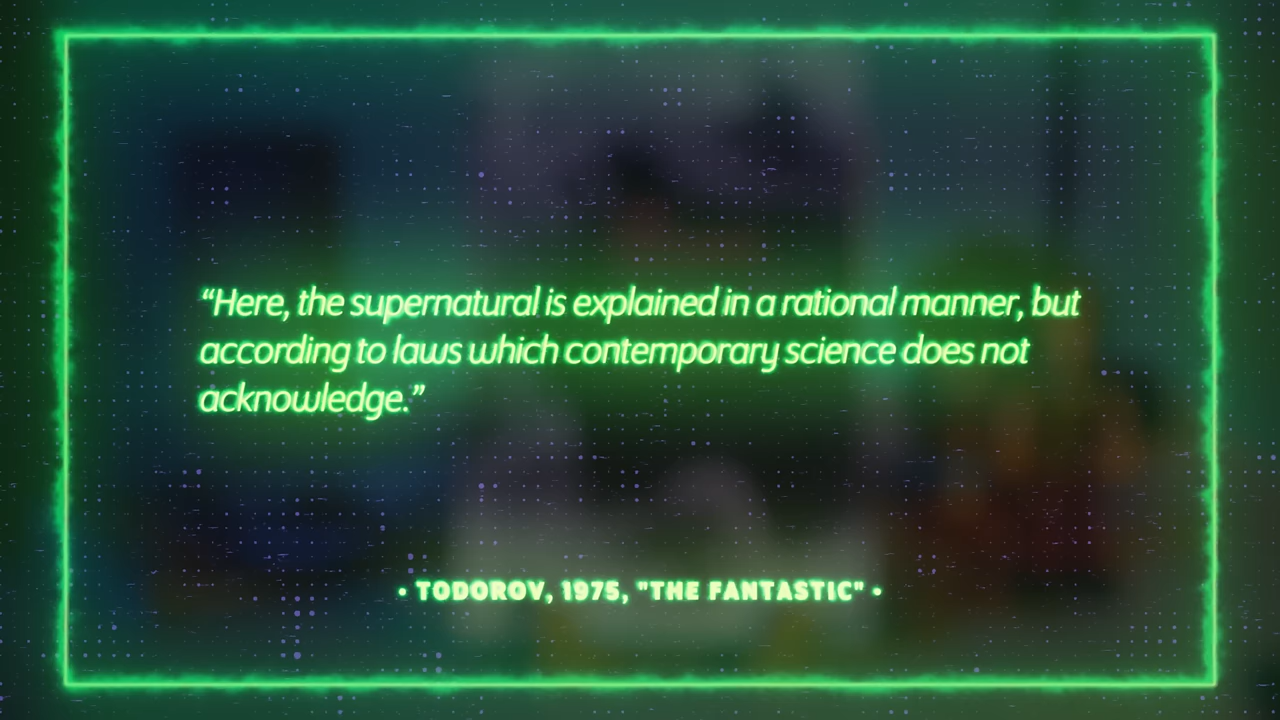 “Here, the supernatural is explained in a rational manner, but
according to laws which contemporary science does not
acknowledge.”
• TODOROV, 1975, "THE FANTASTIC" •